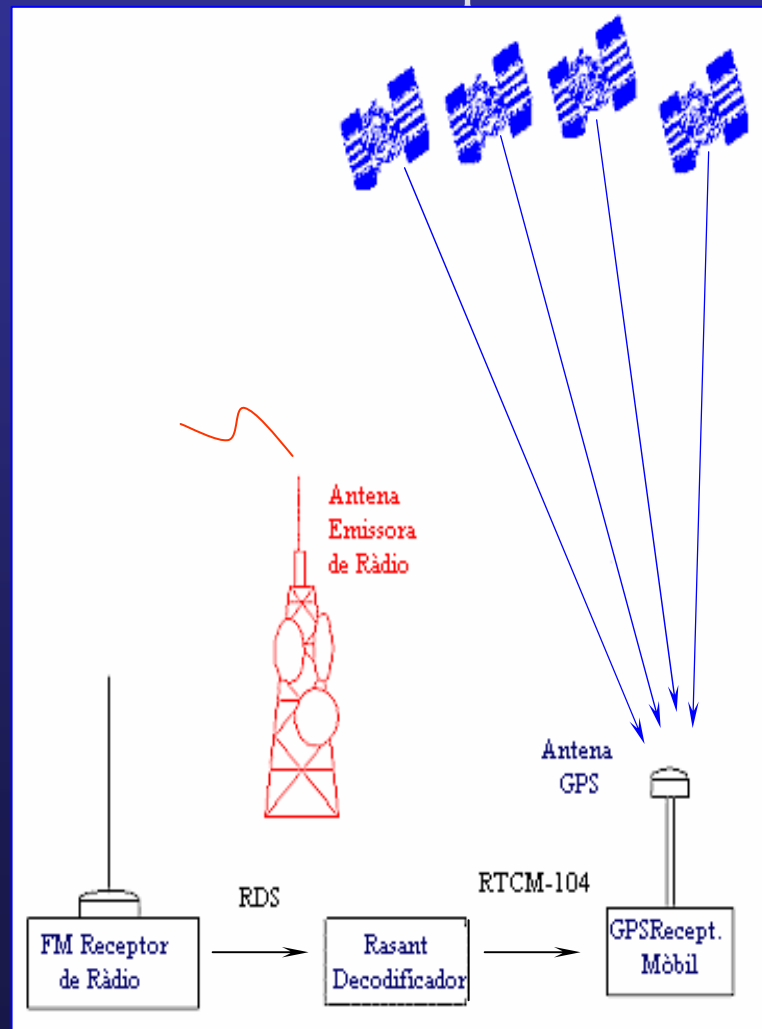 Antena
Emissora
de Ràdio
Antena
GPS
RDS
RTCM-104
FM Receptor
de Ràdio
Rasant
Decodificador
GPSRecept.
Mòbil